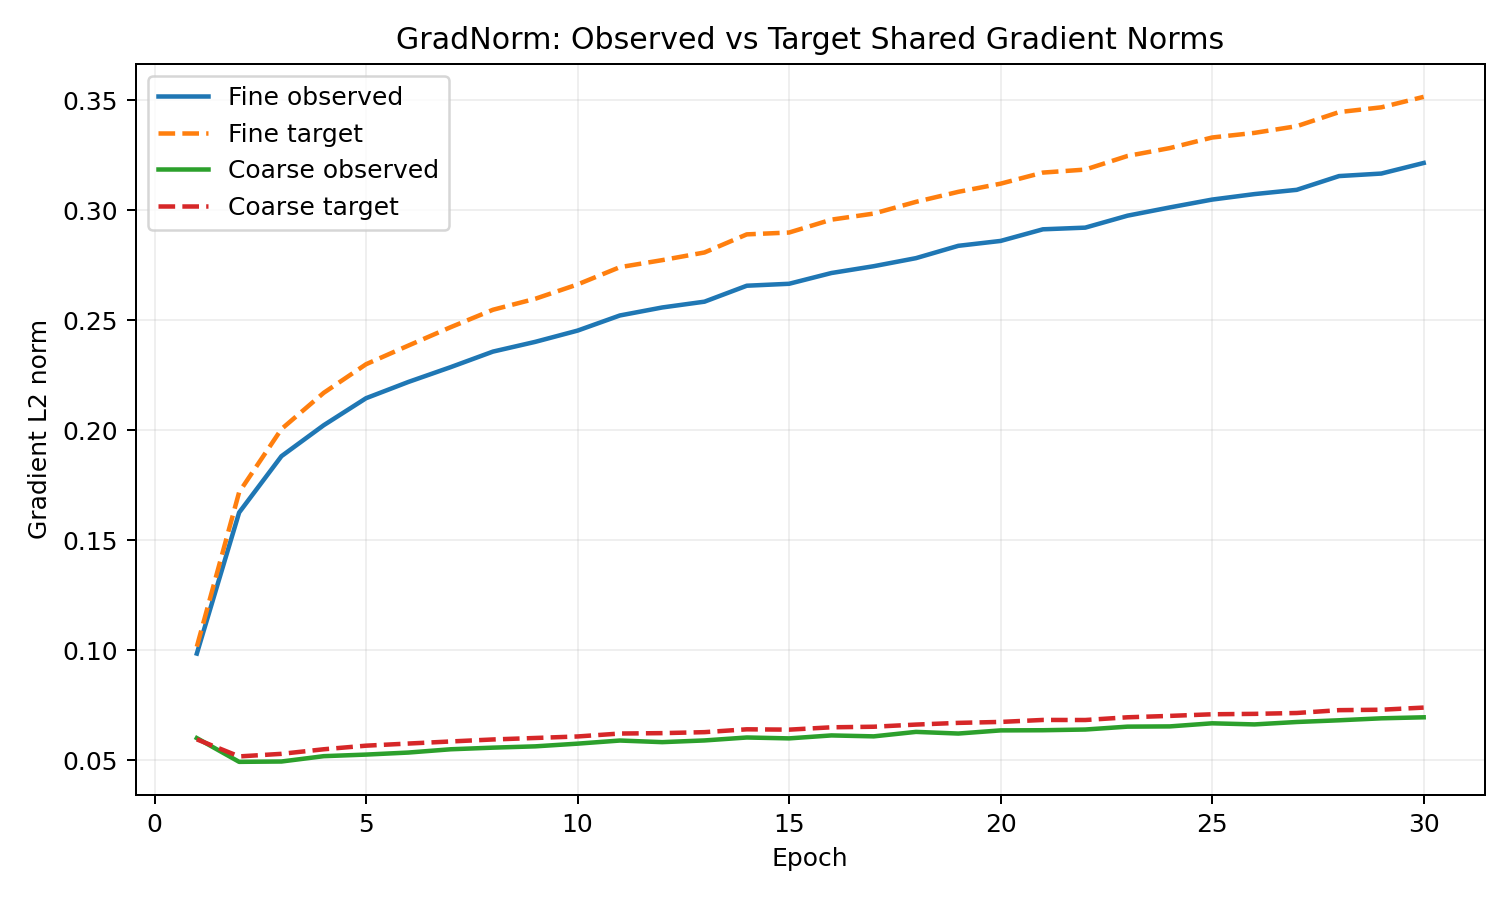 GradNorm: Observed vs Target Shared Gradient Norms
Fine observed
Fine target
Coarse observed
Coarse target
Gradient L2 norm
0.35
0.30
0.25
0.20
0.15
0.10
0.05
0 5 10 15 20 25 30
Epoch